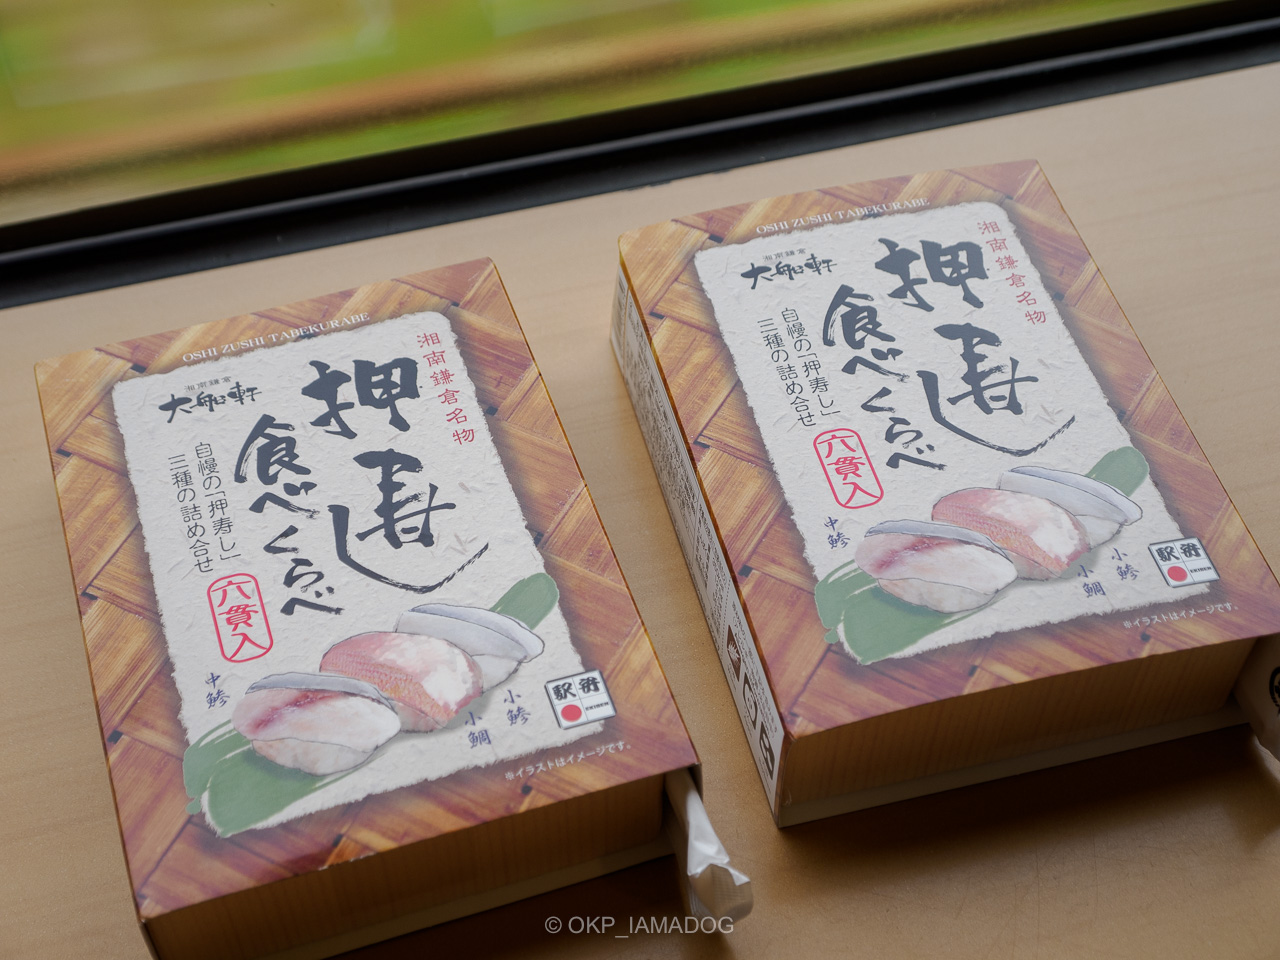 OSHI ZUSHI TABEKURABE
湘南鎌倉名物
押寿し
食べくらべ
湘南鎌倉
大船軒
自慢の「押寿し」
三種の詰め合せ
六貫入
中鯵
小鯛
小鯵
駅弁
EKIBEN
※イラストはイメージです。
OSHI ZUSHI TABEKURABE
湘南鎌倉名物
押寿し
食べくらべ
湘南鎌倉
大船軒
自慢の「押寿し」
三種の詰め合せ
六貫入
中鯵
小鯛
小鯵
駅弁
EKIBEN
※イラストはイメージです。
© OKP_IAMADOG